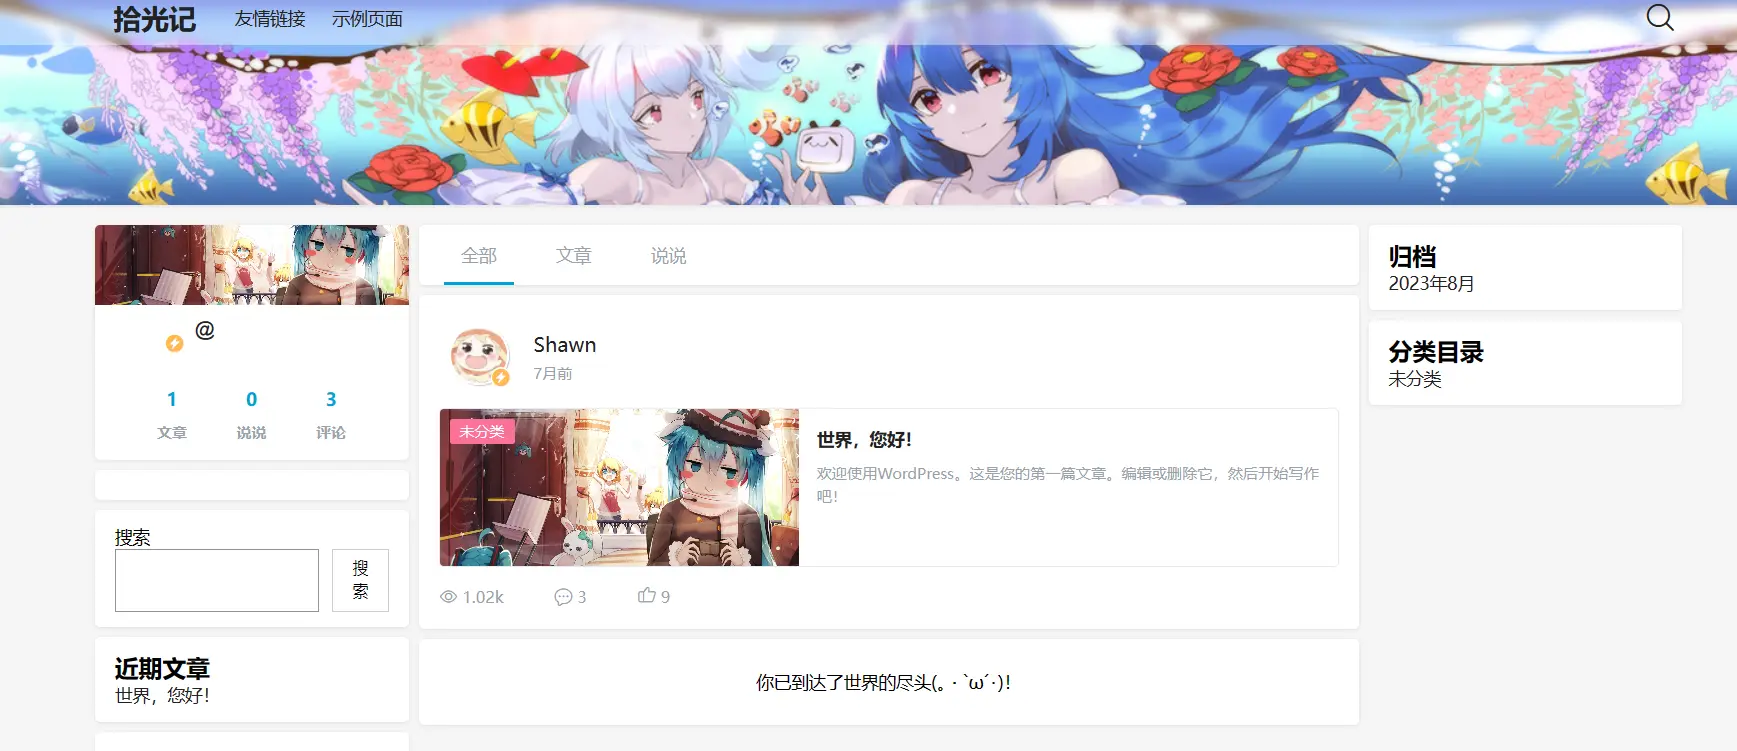 拾光记 友情链接 示例页面
@
1 0 3
文章 说说 评论
搜索
搜
索
近期文章
世界，您好！
全部 文章 说说
Shawn
7月前
未分类
世界，您好！
欢迎使用WordPress。这是您的第一篇文章。编辑或删除它，然后开始写作
吧！
1.02k 3 9
你已到达了世界的尽头(。· `ω´·)！
归档
2023年8月
分类目录
未分类